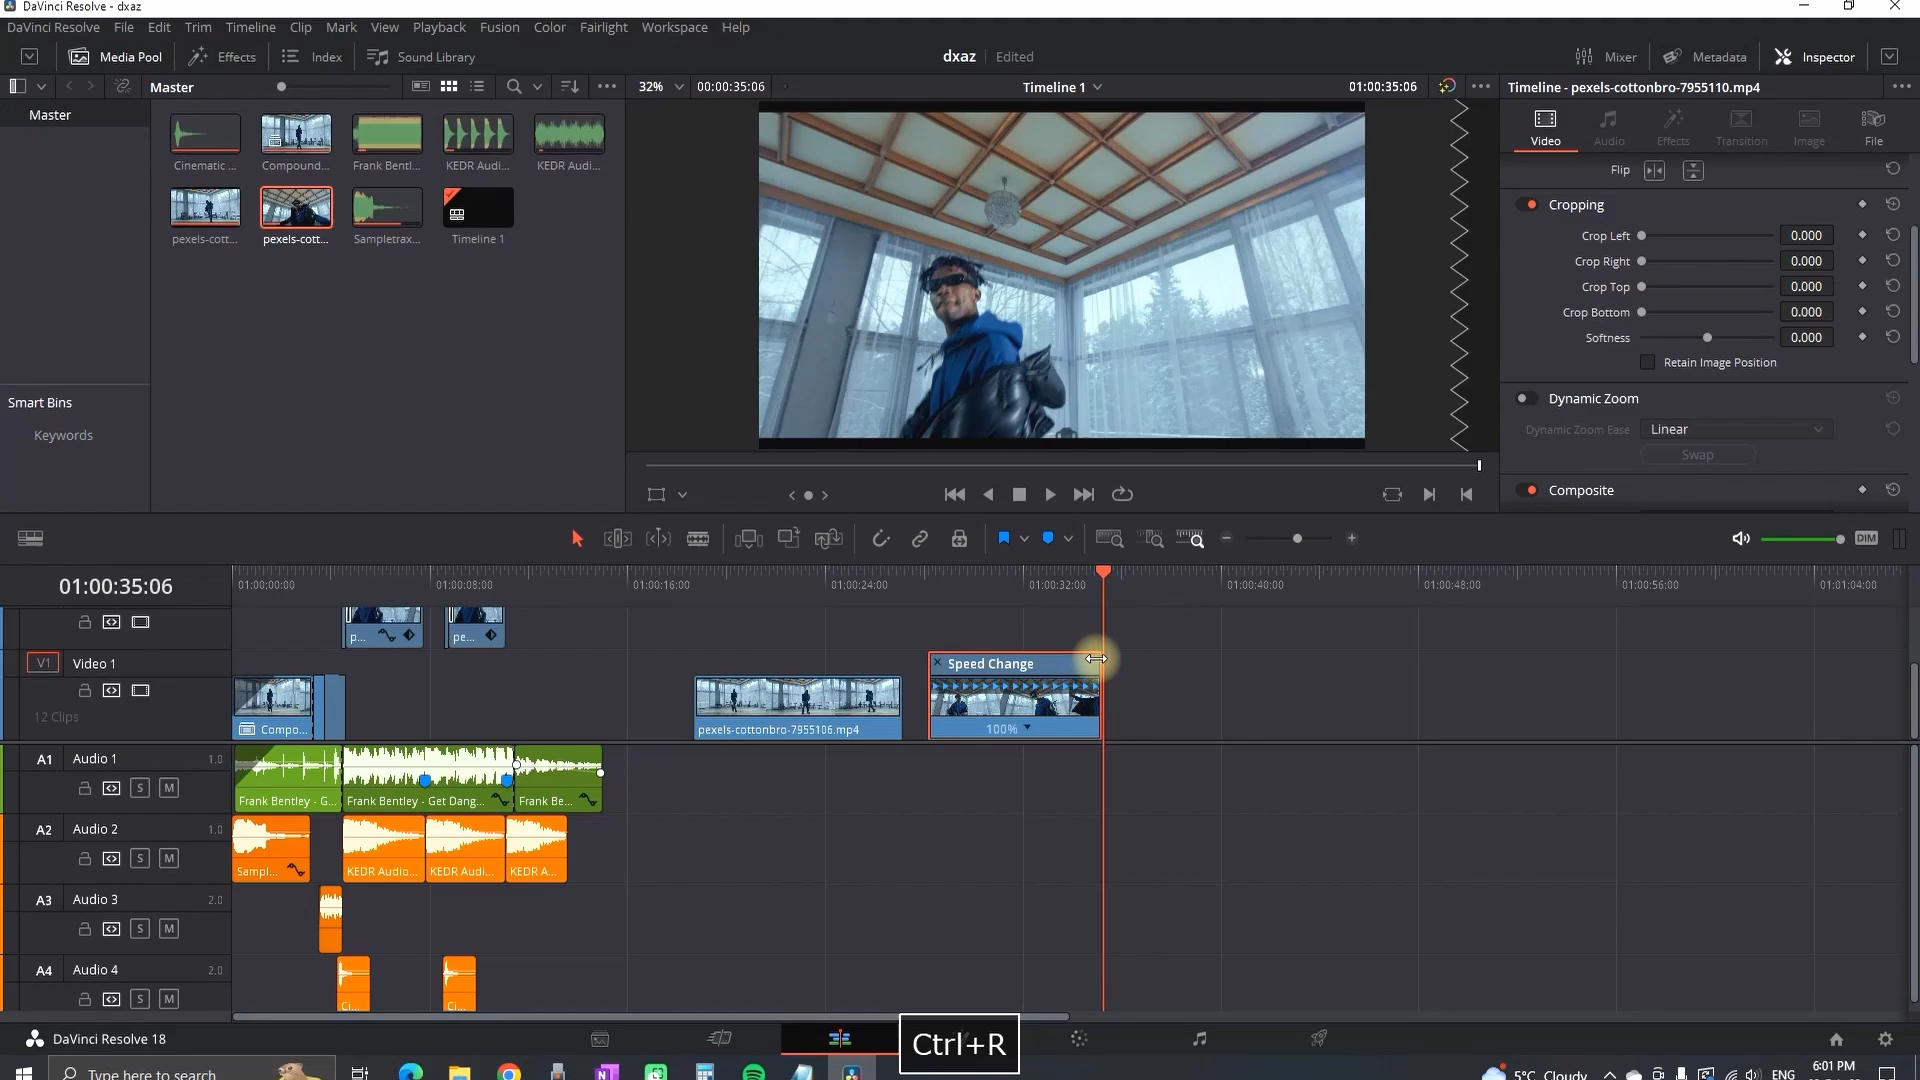 DaVinci Resolve - dxaz
DaVinci Resolve File Edit Trim Timeline Clip Mark View Playback Fusion Color Fairlight Workspace Help
Media Pool Effects Index Sound Library dxaz Edited Mixer Metadata Inspector
Master 32% 00:00:35:06 Timeline 1 01:00:35:06 Timeline - pexels-cottonbro-7955110.mp4
Master
Video Audio Effects Transition Image File
Cinematic ... Compound... Frank Bentl... KEDR Audi... KEDR Audi...
pexels-cott... pexels-cott... Sampletrax... Timeline 1
Flip
Cropping
Crop Left 0.000
Crop Right 0.000
Crop Top 0.000
Crop Bottom 0.000
Softness 0.000
Retain Image Position
Dynamic Zoom
Dynamic Zoom Ease Linear
Swap
Composite
Smart Bins
Keywords
DIM
01:00:35:06
01:00:00:00 01:00:08:00 01:00:16:00 01:00:24:00 01:00:32:00 01:00:40:00 01:00:48:00 01:00:56:00 01:01:04:00
p... pe...
V1 Video 1
12 Clips
Speed Change
Compo... pexels-cottonbro-7955106.mp4 100%
A1 Audio 1 1.0
S M
Frank Bentley - G... Frank Bentley - Get Dang... Frank Be...
A2 Audio 2 1.0
S M
Sampl... KEDR Audio... KEDR Audi... KEDR A...
A3 Audio 3 2.0
S M
A4 Audio 4 2.0
S M
Ci... Ci...
DaVinci Resolve 18
Ctrl+R
Type here to search
5°C Cloudy ENG 6:01 PM